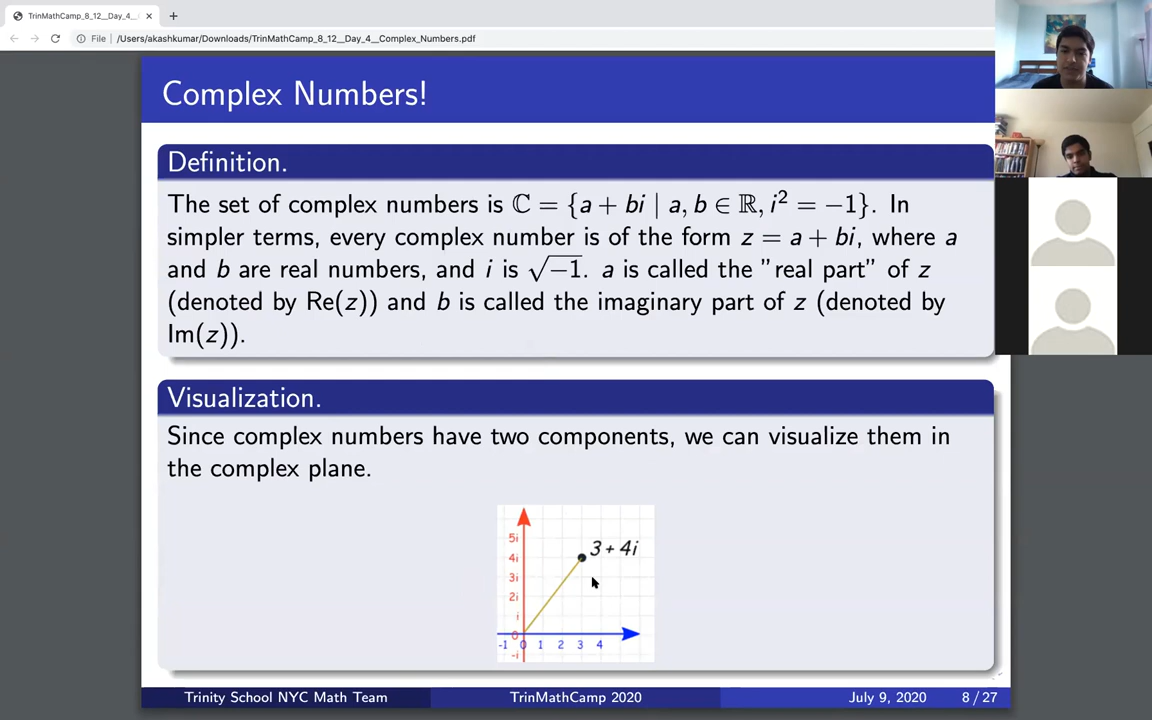 TrinMathCamp_8_12__Day_4__
File /Users/akashkumar/Downloads/TrinMathCamp_8_12__Day_4__Complex_Numbers.pdf
Complex Numbers!
Definition.
The set of complex numbers is ℂ = {a + bi | a, b ∈ ℝ, i² = −1}. In
simpler terms, every complex number is of the form z = a + bi, where a
and b are real numbers, and i is √−1. a is called the ”real part” of z
(denoted by Re(z)) and b is called the imaginary part of z (denoted by
Im(z)).
Visualization.
Since complex numbers have two components, we can visualize them in
the complex plane.
5i
4i
3 + 4i
3i
2i
i
0
-1 0 1 2 3 4
-i
Trinity School NYC Math Team TrinMathCamp 2020 July 9, 2020 8 / 27